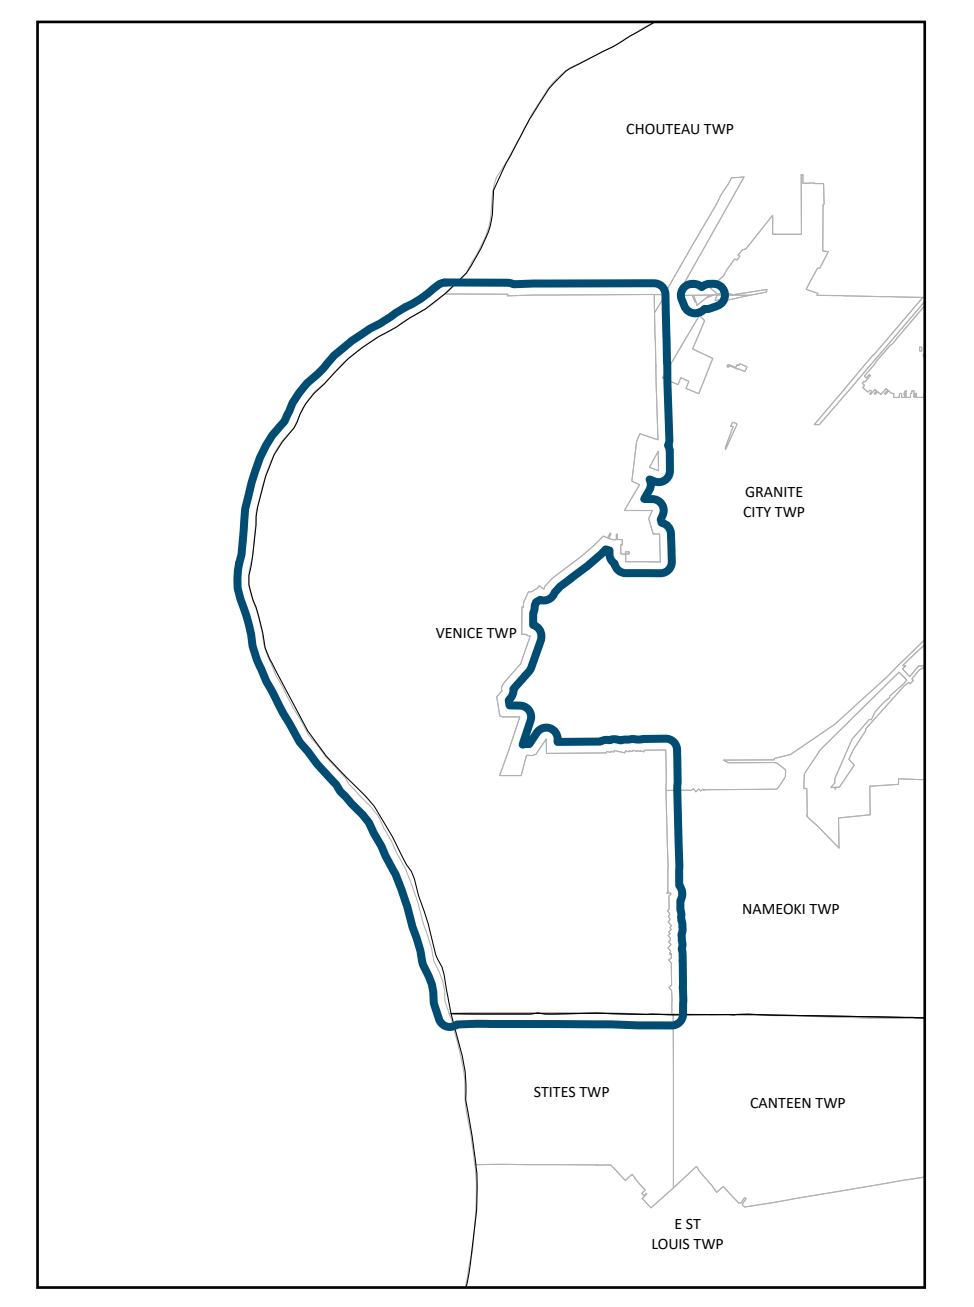 CHOUTEAU TWP
GRANITE
CITY TWP
VENICE TWP
NAMEOKI TWP
STITES TWP
CANTEEN TWP
E ST
LOUIS TWP